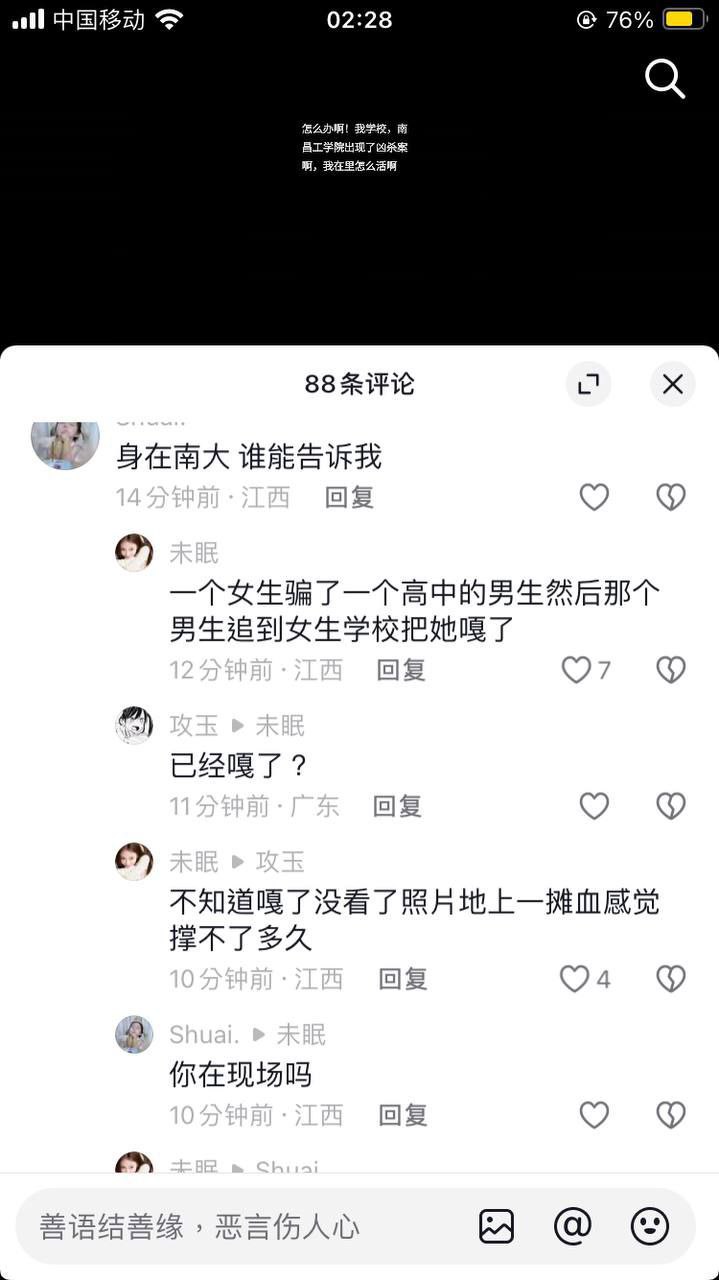 中国移动
02:28
76%
怎么办啊！我学校，南
昌工学院出现了凶杀案
啊，我在里怎么活啊
88条评论
Shuai.
身在南大 谁能告诉我
14分钟前 · 江西 回复
未眠
一个女生骗了一个高中的男生然后那个
男生追到女生学校把她嘎了
12分钟前 · 江西 回复 7
攻玉 ▶ 未眠
已经嘎了？
11分钟前 · 广东 回复
未眠 ▶ 攻玉
不知道嘎了没看了照片地上一摊血感觉
撑不了多久
10分钟前 · 江西 回复 4
Shuai. ▶ 未眠
你在现场吗
10分钟前 · 江西 回复
未眠 ▶ Shuai
善语结善缘，恶言伤人心